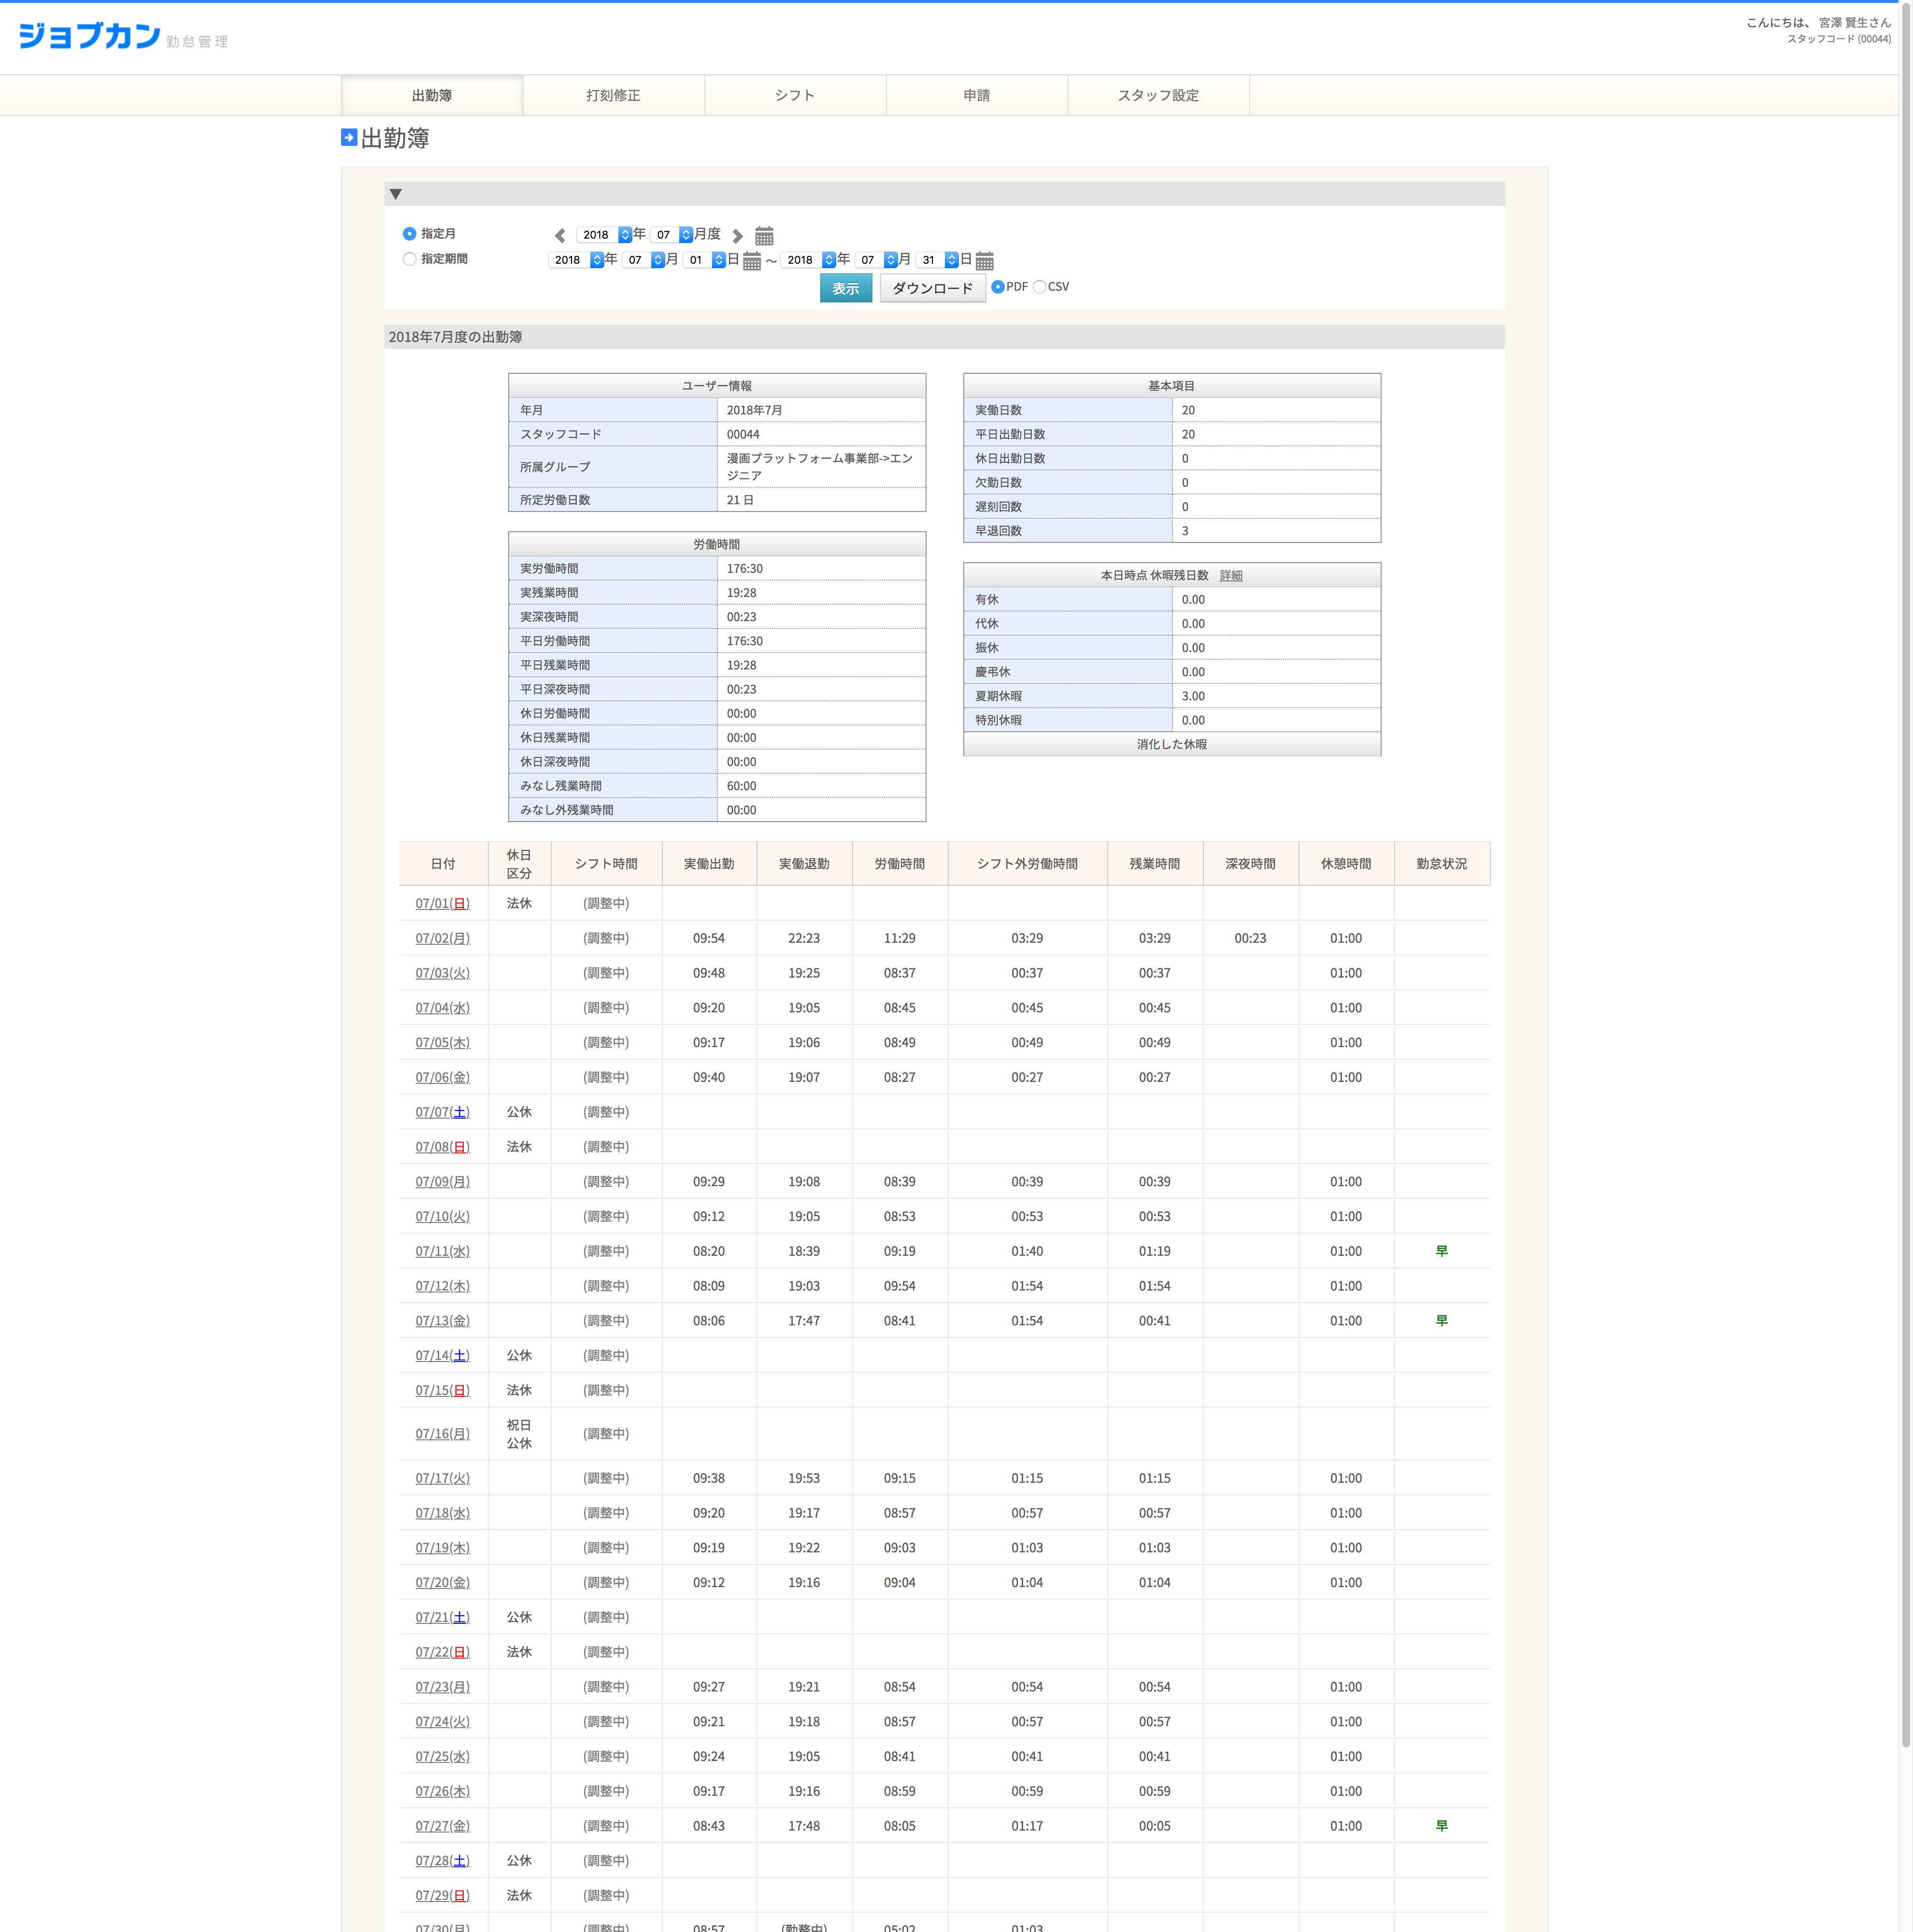 ジョブカン 勤怠管理
こんにちは、 宮澤 賢生さん
スタッフコード (00044)
出勤簿 打刻修正 シフト 申請 スタッフ設定
出勤簿
▼
指定月 2018 年 07 月度
指定期間 2018 年 07 月 01 日 ～ 2018 年 07 月 31 日
表示 ダウンロード PDF CSV
2018年7月度の出勤簿
ユーザー情報
年月 2018年7月
スタッフコード 00044
所属グループ 漫画プラットフォーム事業部->エン
ジニア
所定労働日数 21 日
労働時間
実労働時間 176:30
実残業時間 19:28
実深夜時間 00:23
平日労働時間 176:30
平日残業時間 19:28
平日深夜時間 00:23
休日労働時間 00:00
休日残業時間 00:00
休日深夜時間 00:00
みなし残業時間 60:00
みなし外残業時間 00:00
基本項目
実働日数 20
平日出勤日数 20
休日出勤日数 0
欠勤日数 0
遅刻回数 0
早退回数 3
本日時点 休暇残日数 詳細
有休 0.00
代休 0.00
振休 0.00
慶弔休 0.00
夏期休暇 3.00
特別休暇 0.00
消化した休暇
日付 休日区分 シフト時間 実働出勤 実働退勤 労働時間 シフト外労働時間 残業時間 深夜時間 休憩時間 勤怠状況
07/01(日) 法休 (調整中)
07/02(月) (調整中) 09:54 22:23 11:29 03:29 03:29 00:23 01:00
07/03(火) (調整中) 09:48 19:25 08:37 00:37 00:37 01:00
07/04(水) (調整中) 09:20 19:05 08:45 00:45 00:45 01:00
07/05(木) (調整中) 09:17 19:06 08:49 00:49 00:49 01:00
07/06(金) (調整中) 09:40 19:07 08:27 00:27 00:27 01:00
07/07(土) 公休 (調整中)
07/08(日) 法休 (調整中)
07/09(月) (調整中) 09:29 19:08 08:39 00:39 00:39 01:00
07/10(火) (調整中) 09:12 19:05 08:53 00:53 00:53 01:00
07/11(水) (調整中) 08:20 18:39 09:19 01:40 01:19 01:00 早
07/12(木) (調整中) 08:09 19:03 09:54 01:54 01:54 01:00
07/13(金) (調整中) 08:06 17:47 08:41 01:54 00:41 01:00 早
07/14(土) 公休 (調整中)
07/15(日) 法休 (調整中)
07/16(月) 祝日公休 (調整中)
07/17(火) (調整中) 09:38 19:53 09:15 01:15 01:15 01:00
07/18(水) (調整中) 09:20 19:17 08:57 00:57 00:57 01:00
07/19(木) (調整中) 09:19 19:22 09:03 01:03 01:03 01:00
07/20(金) (調整中) 09:12 19:16 09:04 01:04 01:04 01:00
07/21(土) 公休 (調整中)
07/22(日) 法休 (調整中)
07/23(月) (調整中) 09:27 19:21 08:54 00:54 00:54 01:00
07/24(火) (調整中) 09:21 19:18 08:57 00:57 00:57 01:00
07/25(水) (調整中) 09:24 19:05 08:41 00:41 00:41 01:00
07/26(木) (調整中) 09:17 19:16 08:59 00:59 00:59 01:00
07/27(金) (調整中) 08:43 17:48 08:05 01:17 00:05 01:00 早
07/28(土) 公休 (調整中)
07/29(日) 法休 (調整中)
07/30(月) (調整中) 08:57 (勤務中) 05:02 01:03